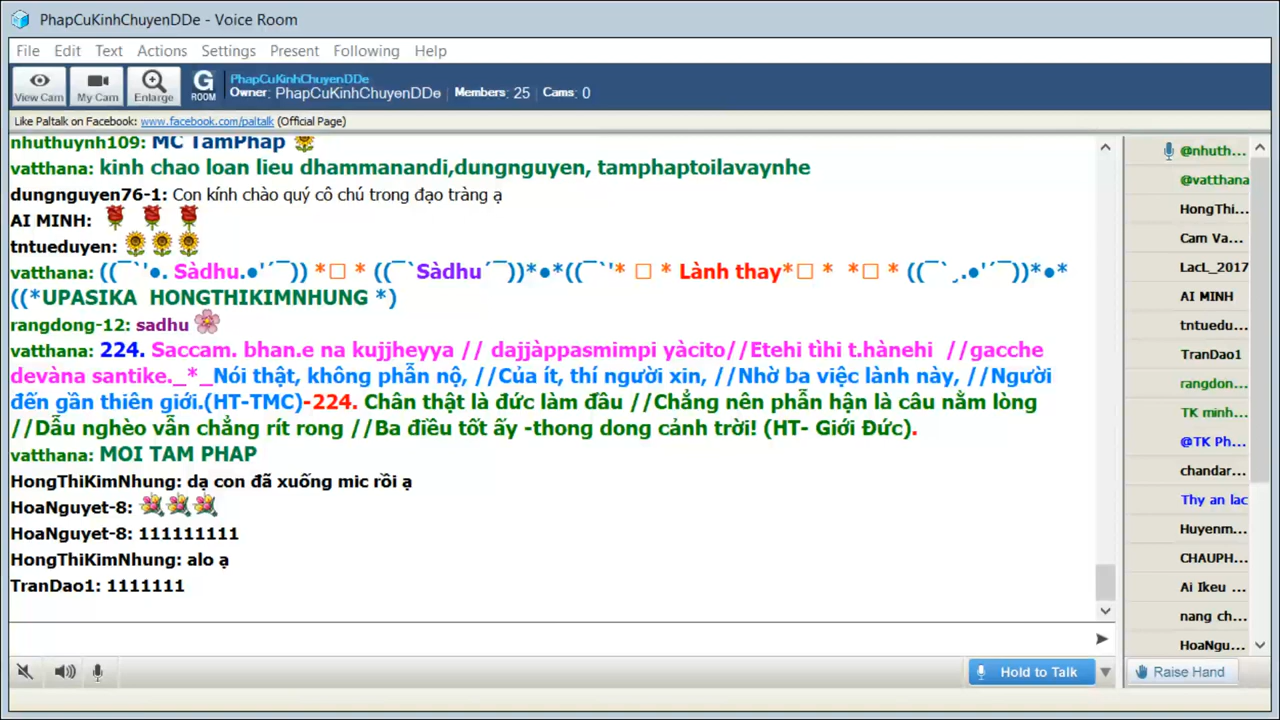 PhapCuKinhChuyenDDe - Voice Room
File Edit Text Actions Settings Present Following Help
View Cam My Cam Enlarge G ROOM
PhapCuKinhChuyenDDe
Owner: PhapCuKinhChuyenDDe Members: 25 Cams: 0
Like Paltalk on Facebook: www.facebook.com/paltalk (Official Page)
nhuthuynh109: MC TamPhap
vatthana: kinh chao loan lieu dhammanandi,dungnguyen, tamphaptoilavaynhe
dungnguyen76-1: Con kính chào quý cô chú trong đạo tràng ạ
AI MINH:
tntueduyen:
vatthana: ((¯`'●. Sàdhu.●'´¯)) *□ * ((¯`Sàdhu´¯))*●*((¯`'* □ * Lành thay*□ * *□ * ((¯`ˏ.●'´¯))*●*
((*UPASIKA HONGTHIKIMNHUNG *)
rangdong-12: sadhu
vatthana: 224. Saccam. bhan.e na kujjheyya // dajjàppasmimpi yàcito//Etehi tìhi t.hànehi //gacche
devàna santike._*_Nói thật, không phẫn nộ, //Của ít, thí người xin, //Nhờ ba việc lành này, //Người
đến gần thiên giới.(HT-TMC)-224. Chân thật là đức làm đầu //Chẳng nên phẫn hận là câu nằm lòng
//Dẫu nghèo vẫn chẳng rít rong //Ba điều tốt ấy -thong dong cảnh trời! (HT- Giới Đức).
vatthana: MOI TAM PHAP
HongThiKimNhung: dạ con đã xuống mic rồi ạ
HoaNguyet-8:
HoaNguyet-8: 111111111
HongThiKimNhung: alo ạ
TranDao1: 1111111
@nhuth...
@vatthana
HongThi...
Cam Va...
LacL_2017
AI MINH
tntuedu...
TranDao1
rangdon...
TK minh...
@TK Ph...
chandar...
Thy an lac
Huyenm...
CHAUPH...
Ai Ikeu ...
nang ch...
HoaNgu...
Hold to Talk
Raise Hand